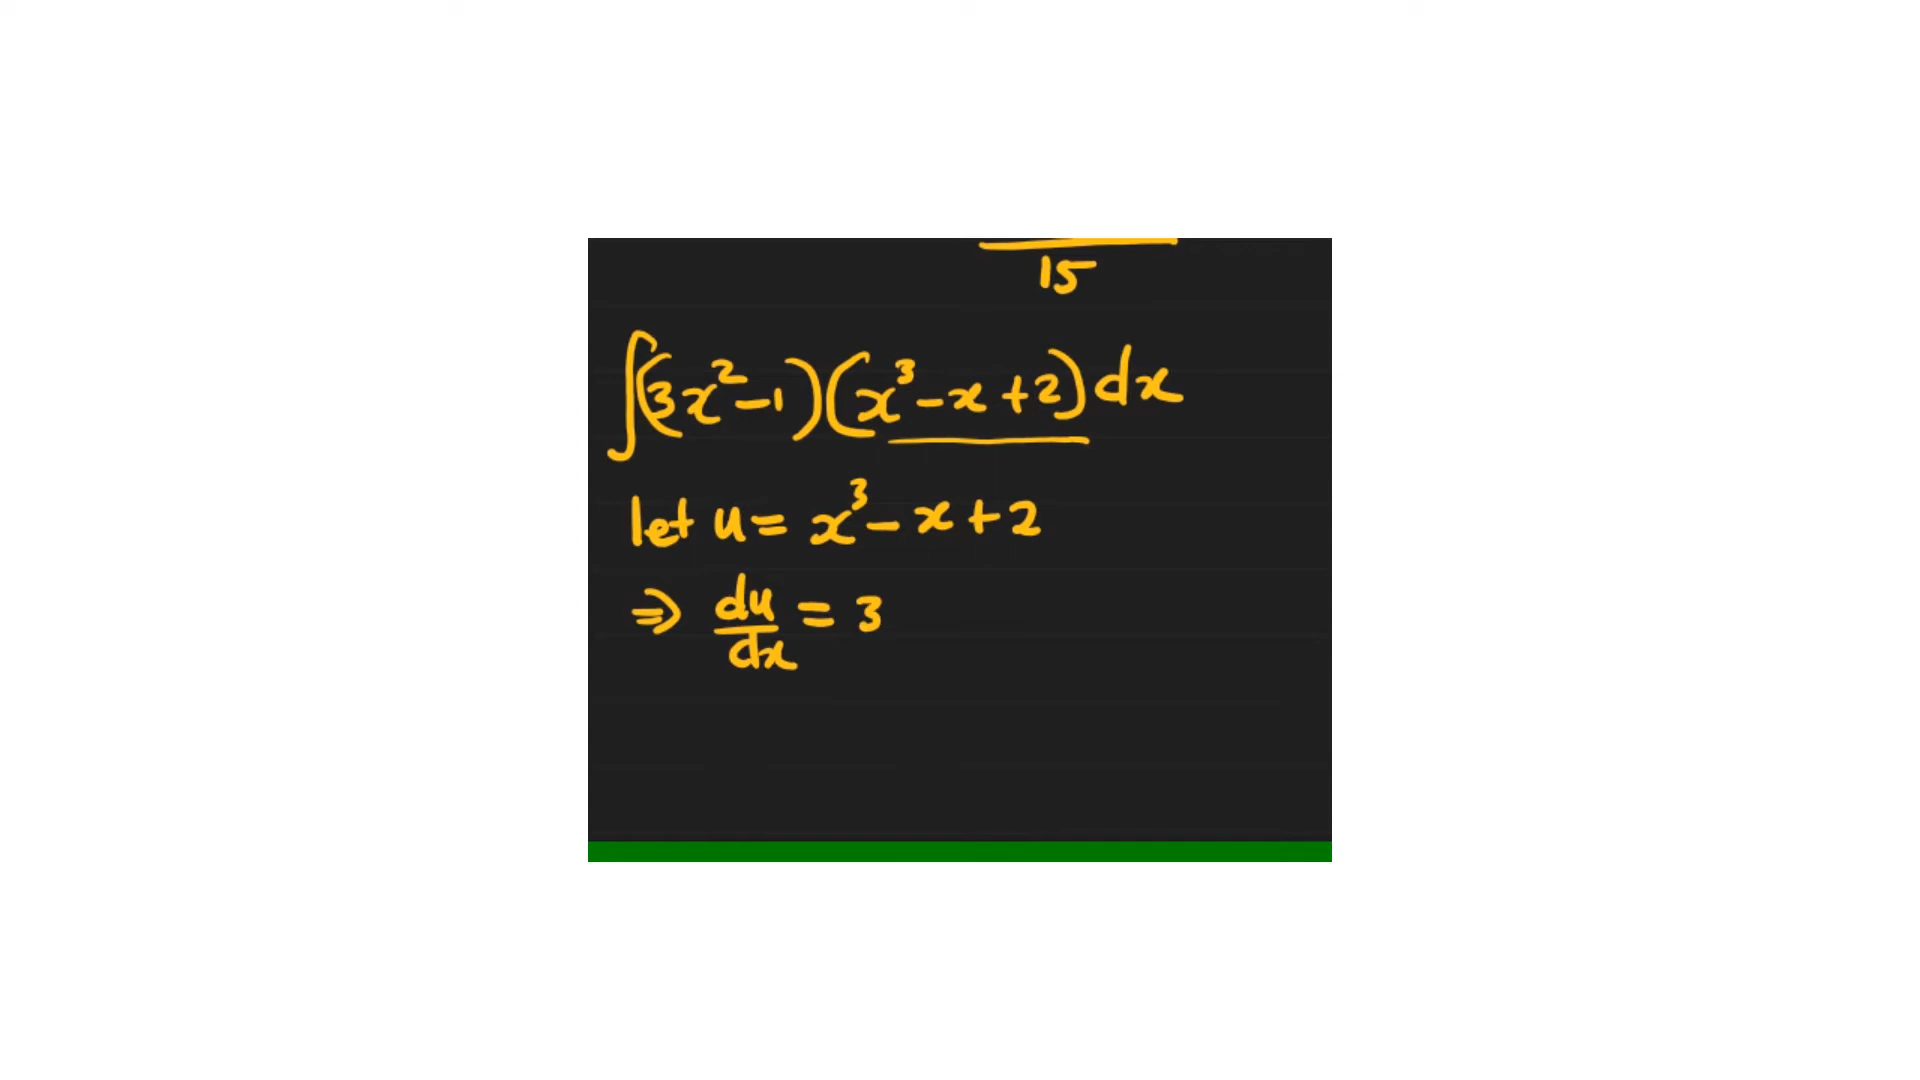 15
∫(3x²-1)(x³-x+2)dx
let u = x³-x+2
⇒ du/dx = 3